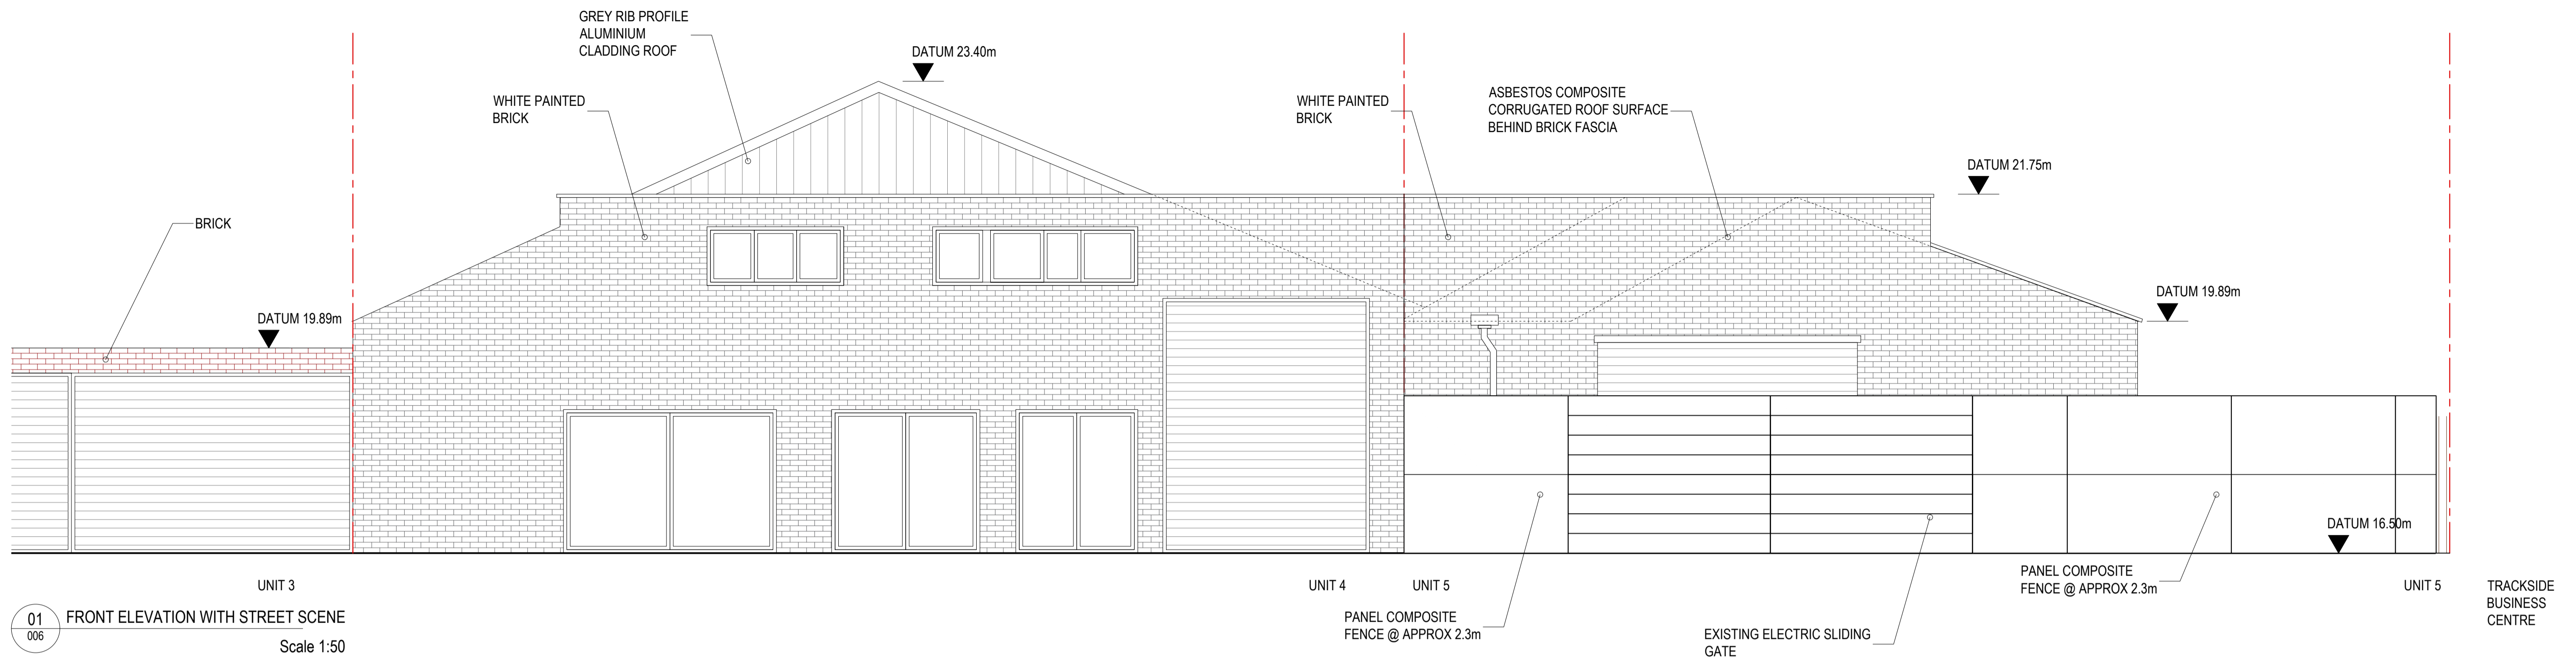 GREY RIB PROFILE
ALUMINIUM
CLADDING ROOF
DATUM 23.40m
WHITE PAINTED
BRICK
WHITE PAINTED
BRICK
ASBESTOS COMPOSITE
CORRUGATED ROOF SURFACE
BEHIND BRICK FASCIA
DATUM 21.75m
BRICK
DATUM 19.89m
DATUM 19.89m
DATUM 16.50m
UNIT 3
UNIT 4
UNIT 5
PANEL COMPOSITE
FENCE @ APPROX 2.3m
UNIT 5
TRACKSIDE
BUSINESS
CENTRE
PANEL COMPOSITE
FENCE @ APPROX 2.3m
EXISTING ELECTRIC SLIDING
GATE
01
006
FRONT ELEVATION WITH STREET SCENE
Scale 1:50